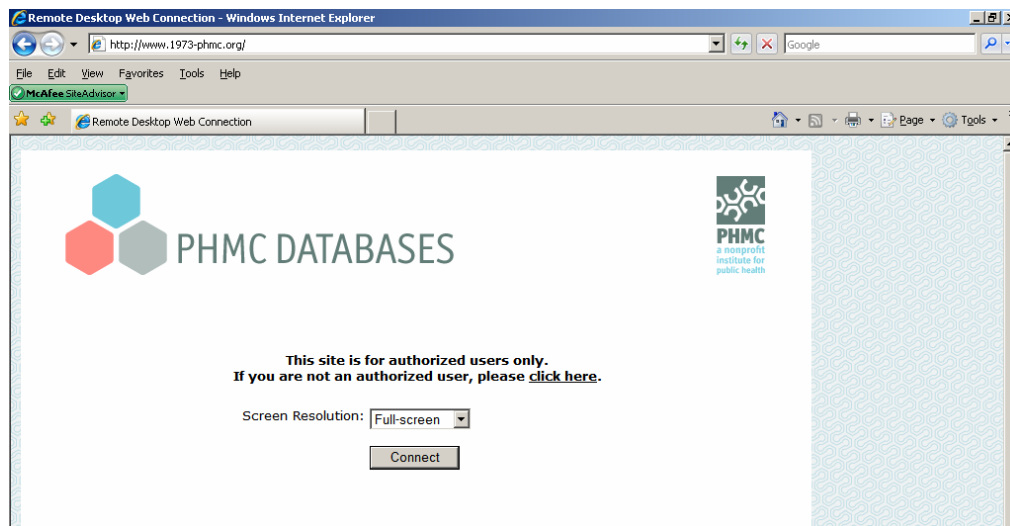 Remote Desktop Web Connection - Windows Internet Explorer
http://www.1973-phmc.org/
Google
File Edit View Favorites Tools Help
McAfee SiteAdvisor
Remote Desktop Web Connection
Page Tools
PHMC DATABASES
PHMC
a nonprofit
institute for
public health
This site is for authorized users only.
If you are not an authorized user, please click here.
Screen Resolution: Full-screen
Connect